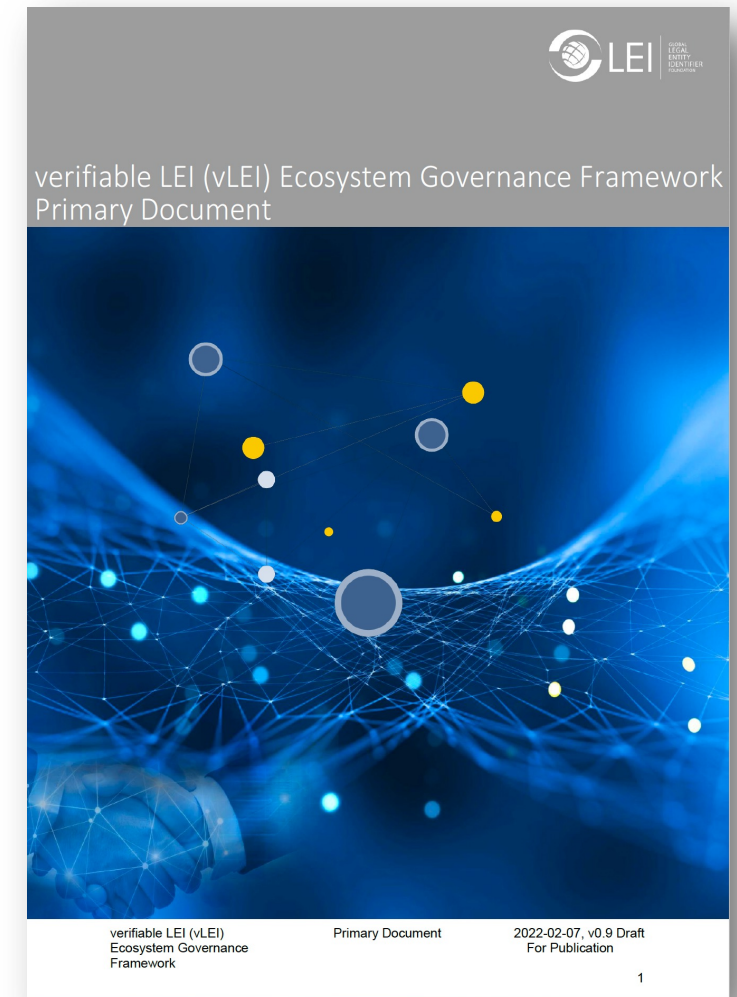 LEI
GLOBAL
LEGAL
ENTITY
IDENTIFIER
FOUNDATION
verifiable LEI (vLEI) Ecosystem Governance Framework
Primary Document
verifiable LEI (vLEI)
Ecosystem Governance
Framework
Primary Document
2022-02-07, v0.9 Draft
For Publication
1